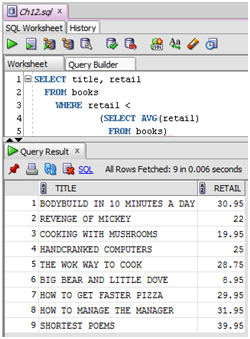 Ch12.sql x
SQL Worksheet History
Worksheet Query Builder
1 SELECT title, retail
2 FROM books
3 WHERE retail <
4 (SELECT AVG(retail)
5 FROM books)
Query Result x
SQL All Rows Fetched: 9 in 0.006 seconds
TITLE RETAIL
1 BODYBUILD IN 10 MINUTES A DAY 30.95
2 REVENGE OF MICKEY 22
3 COOKING WITH MUSHROOMS 19.95
4 HANDCRANKED COMPUTERS 25
5 THE WOK WAY TO COOK 28.75
6 BIG BEAR AND LITTLE DOVE 8.95
7 HOW TO GET FASTER PIZZA 29.95
8 HOW TO MANAGE THE MANAGER 31.95
9 SHORTEST POEMS 39.95